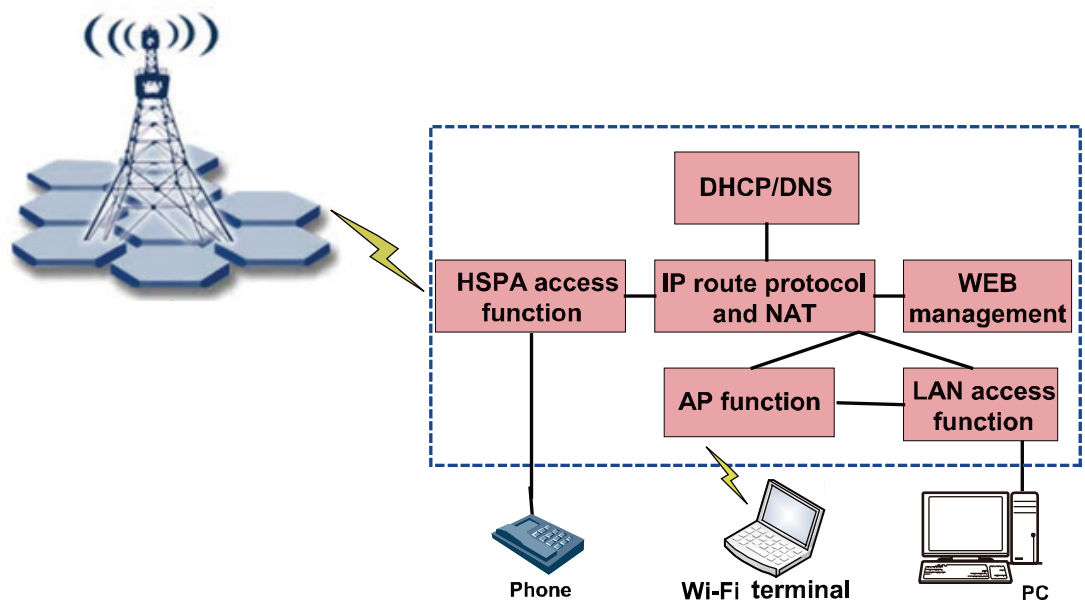 DHCP/DNS
HSPA access
function
IP route protocol
and NAT
WEB
management
AP function
LAN access
function
Phone
Wi-Fi terminal
PC